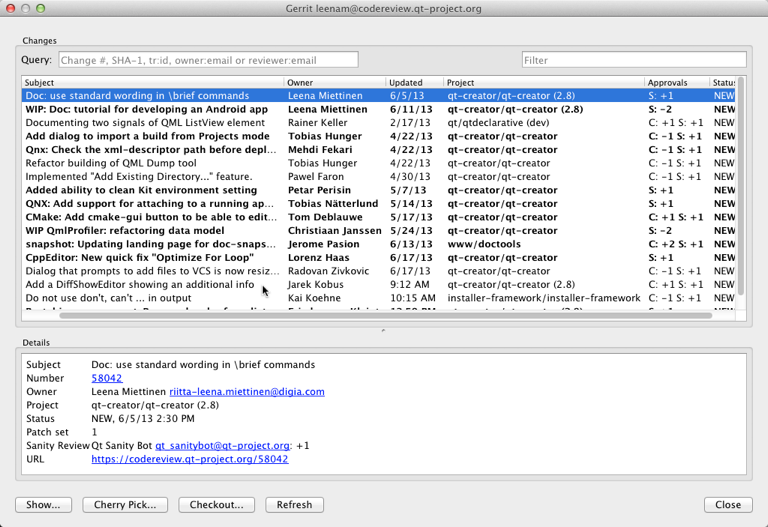 Gerrit leenam@codereview.qt-project.org
Changes
Query: Change #, SHA-1, tr:id, owner:email or reviewer:email Filter
Subject Owner Updated Project Approvals Status
Doc: use standard wording in \brief commands Leena Miettinen 6/5/13 qt-creator/qt-creator (2.8) S: +1 NEW
WIP: Doc: tutorial for developing an Android app Leena Miettinen 6/11/13 qt-creator/qt-creator (2.8) S: -2 NEW
Documenting two signals of QML ListView element Rainer Keller 2/17/13 qt/qtdeclarative (dev) C: -1 S: +1 NEW
Add dialog to import a build from Projects mode Tobias Hunger 4/22/13 qt-creator/qt-creator C: -1 S: +1 NEW
Qnx: Check the xml-descriptor path before depl... Mehdi Fekari 4/22/13 qt-creator/qt-creator C: -1 S: +1 NEW
Refactor building of QML Dump tool Tobias Hunger 4/22/13 qt-creator/qt-creator C: -1 S: +1 NEW
Implemented "Add Existing Directory..." feature. Pawel Faron 4/30/13 qt-creator/qt-creator C: -1 S: +1 NEW
Added ability to clean Kit environment setting Petar Perisin 5/7/13 qt-creator/qt-creator S: +1 NEW
QNX: Add support for attaching to a running ap... Tobias Nätterlund 5/14/13 qt-creator/qt-creator S: +1 NEW
CMake: Add cmake-gui button to be able to edit... Tom Deblauwe 5/17/13 qt-creator/qt-creator C: +1 S: +1 NEW
WIP QmlProfiler: refactoring data model Christiaan Janssen 5/24/13 qt-creator/qt-creator S: -2 NEW
snapshot: Updating landing page for doc-snaps... Jerome Pasion 6/13/13 www/doctools C: +2 S: +1 NEW
CppEditor: New quick fix "Optimize For Loop" Lorenz Haas 6/17/13 qt-creator/qt-creator S: +1 NEW
Dialog that prompts to add files to VCS is now resiz... Radovan Zivkovic 6/17/13 qt-creator/qt-creator C: -1 S: +1 NEW
Add a DiffShowEditor showing an additional info Jarek Kobus 9:12 AM qt-creator/qt-creator (2.8) C: +1 S: +1 NEW
Do not use don't, can't ... in output Kai Koehne 10:15 AM installer-framework/installer-framework C: -1 S: +1 NEW
Details
Subject Doc: use standard wording in \brief commands
Number 58042
Owner Leena Miettinen riitta-leena.miettinen@digia.com
Project qt-creator/qt-creator (2.8)
Status NEW, 6/5/13 2:30 PM
Patch set 1
Sanity Review Qt Sanity Bot qt_sanitybot@qt-project.org: +1
URL https://codereview.qt-project.org/58042
Show... Cherry Pick... Checkout... Refresh Close